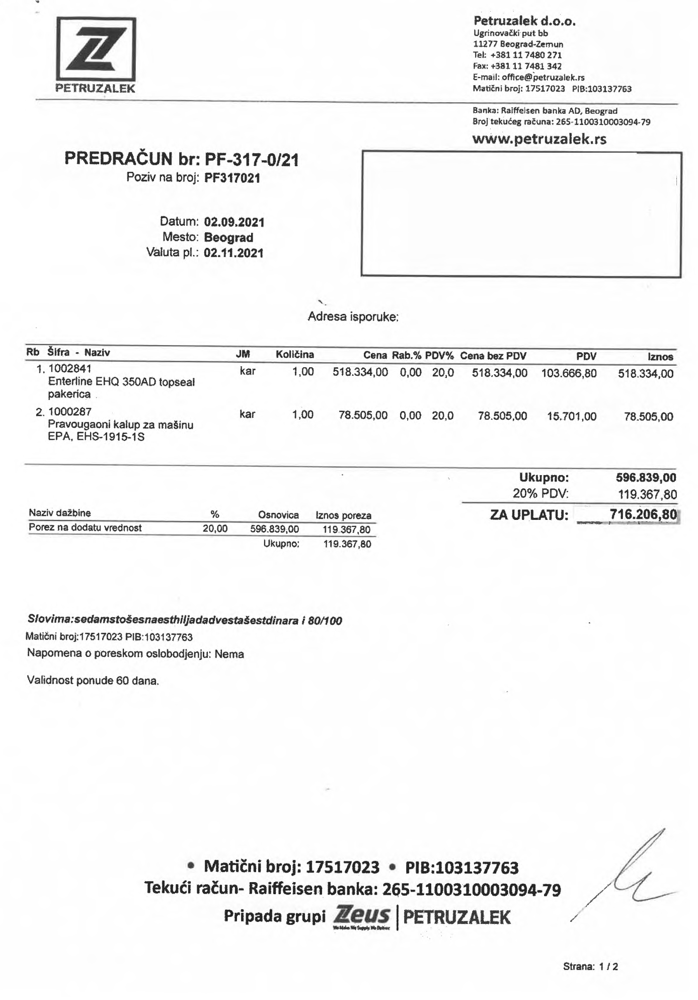 PETRUZALEK
Petruzalek d.o.o.
Ugrinovački put bb
11277 Beograd-Zemun
Tel: +381 11 7480 271
Fax: +381 11 7481 342
E-mail: office@petruzalek.rs
Matični broj: 17517023 PIB:103137763
Banka: Raiffeisen banka AD, Beograd
Broj tekućeg računa: 265-1100310003094-79
www.petruzalek.rs
PREDRAČUN br: PF-317-0/21
Poziv na broj: PF317021
Datum: 02.09.2021
Mesto: Beograd
Valuta pl.: 02.11.2021
Adresa isporuke:
Rb Šifra - Naziv JM Količina Cena Rab.% PDV% Cena bez PDV PDV Iznos
1. 1002841 kar 1,00 518.334,00 0,00 20,0 518.334,00 103.666,80 518.334,00
Enterline EHQ 350AD topseal
pakerica
2. 1000287 kar 1,00 78.505,00 0,00 20,0 78.505,00 15.701,00 78.505,00
Pravougaoni kalup za mašinu
EPA, EHS-1915-1S
Ukupno: 596.839,00
20% PDV: 119.367,80
ZA UPLATU: 716.206,80
Naziv dažbine % Osnovica Iznos poreza
Porez na dodatu vrednost 20,00 596.839,00 119.367,80
Ukupno: 119.367,80
Slovima:sedamstošesnaesthiljadadvestašestdinara i 80/100
Matični broj:17517023 PIB:103137763
Napomena o poreskom oslobodjenju: Nema
Validnost ponude 60 dana.
• Matični broj: 17517023 • PIB:103137763
Tekući račun- Raiffeisen banka: 265-1100310003094-79
Pripada grupi Zeus | PETRUZALEK
We Make. We Supply. We Deliver
Strana: 1 / 2